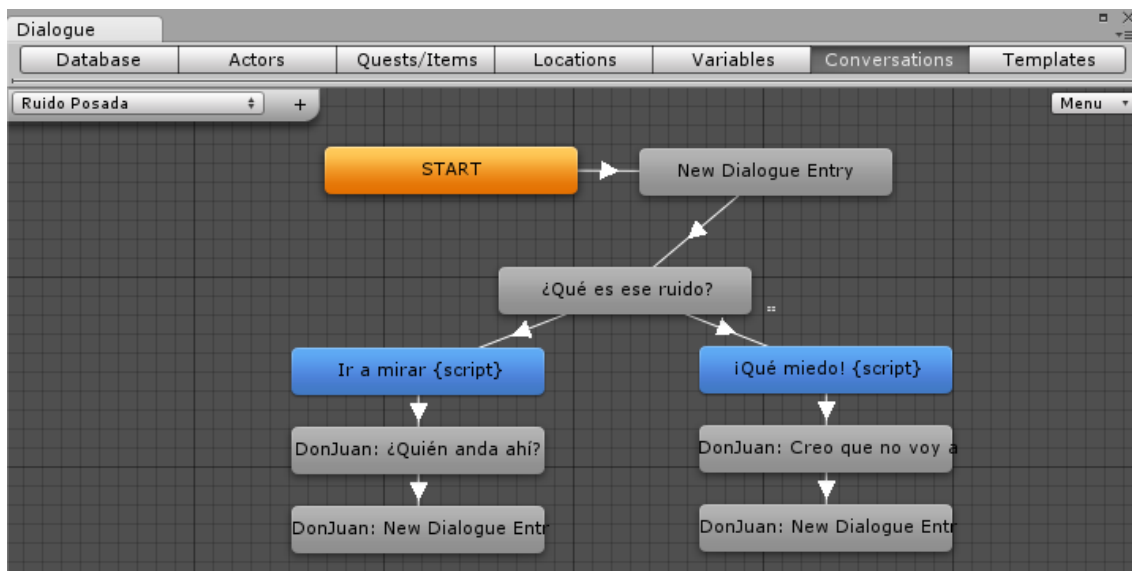 Dialogue
Database Actors Quests/Items Locations Variables Conversations Templates
Ruido Posada + Menu
START
New Dialogue Entry
¿Qué es ese ruido?
Ir a mirar {script}
¡Qué miedo! {script}
DonJuan: ¿Quién anda ahí?
DonJuan: Creo que no voy a
DonJuan: New Dialogue Entr
DonJuan: New Dialogue Entr